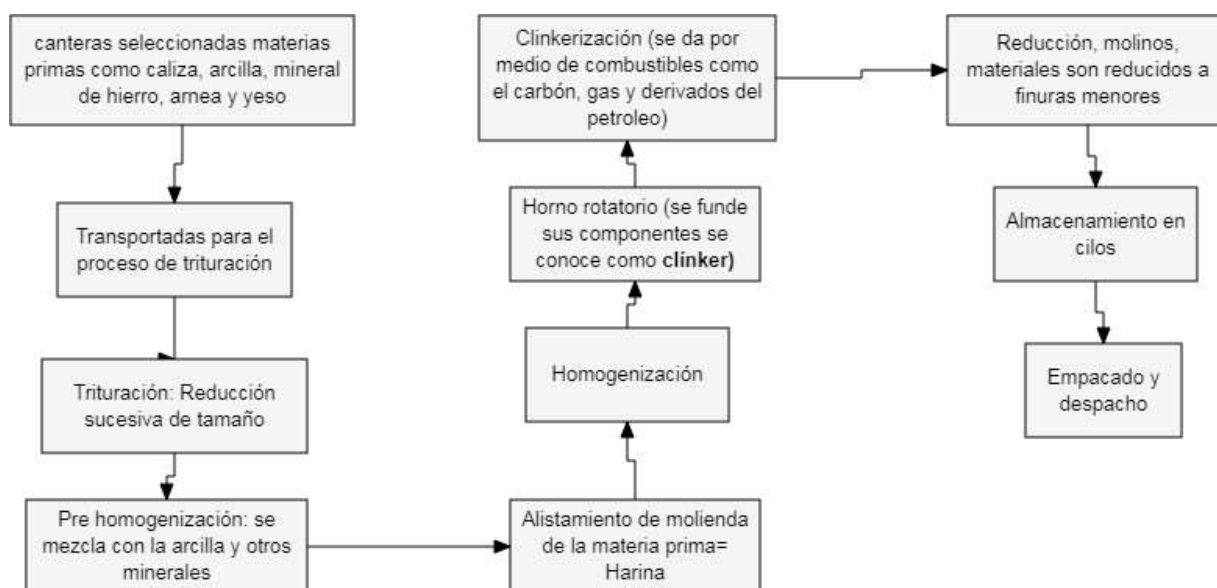 canteras seleccionadas materias
primas como caliza, arcilla, mineral
de hierro, arnea y yeso
Transportadas para el
proceso de trituración
Trituración: Reducción
sucesiva de tamaño
Pre homogenización: se
mezcla con la arcilla y otros
minerales
Alistamiento de molienda
de la materia prima=
Harina
Homogenización
Horno rotatorio (se funde
sus componentes se
conoce como clínker)
Clinkerización (se da por
medio de combustibles como
el carbón, gas y derivados del
petroleo)
Reducción, molinos,
materiales son reducidos a
finuras menores
Almacenamiento en
cilos
Empacado y
despacho